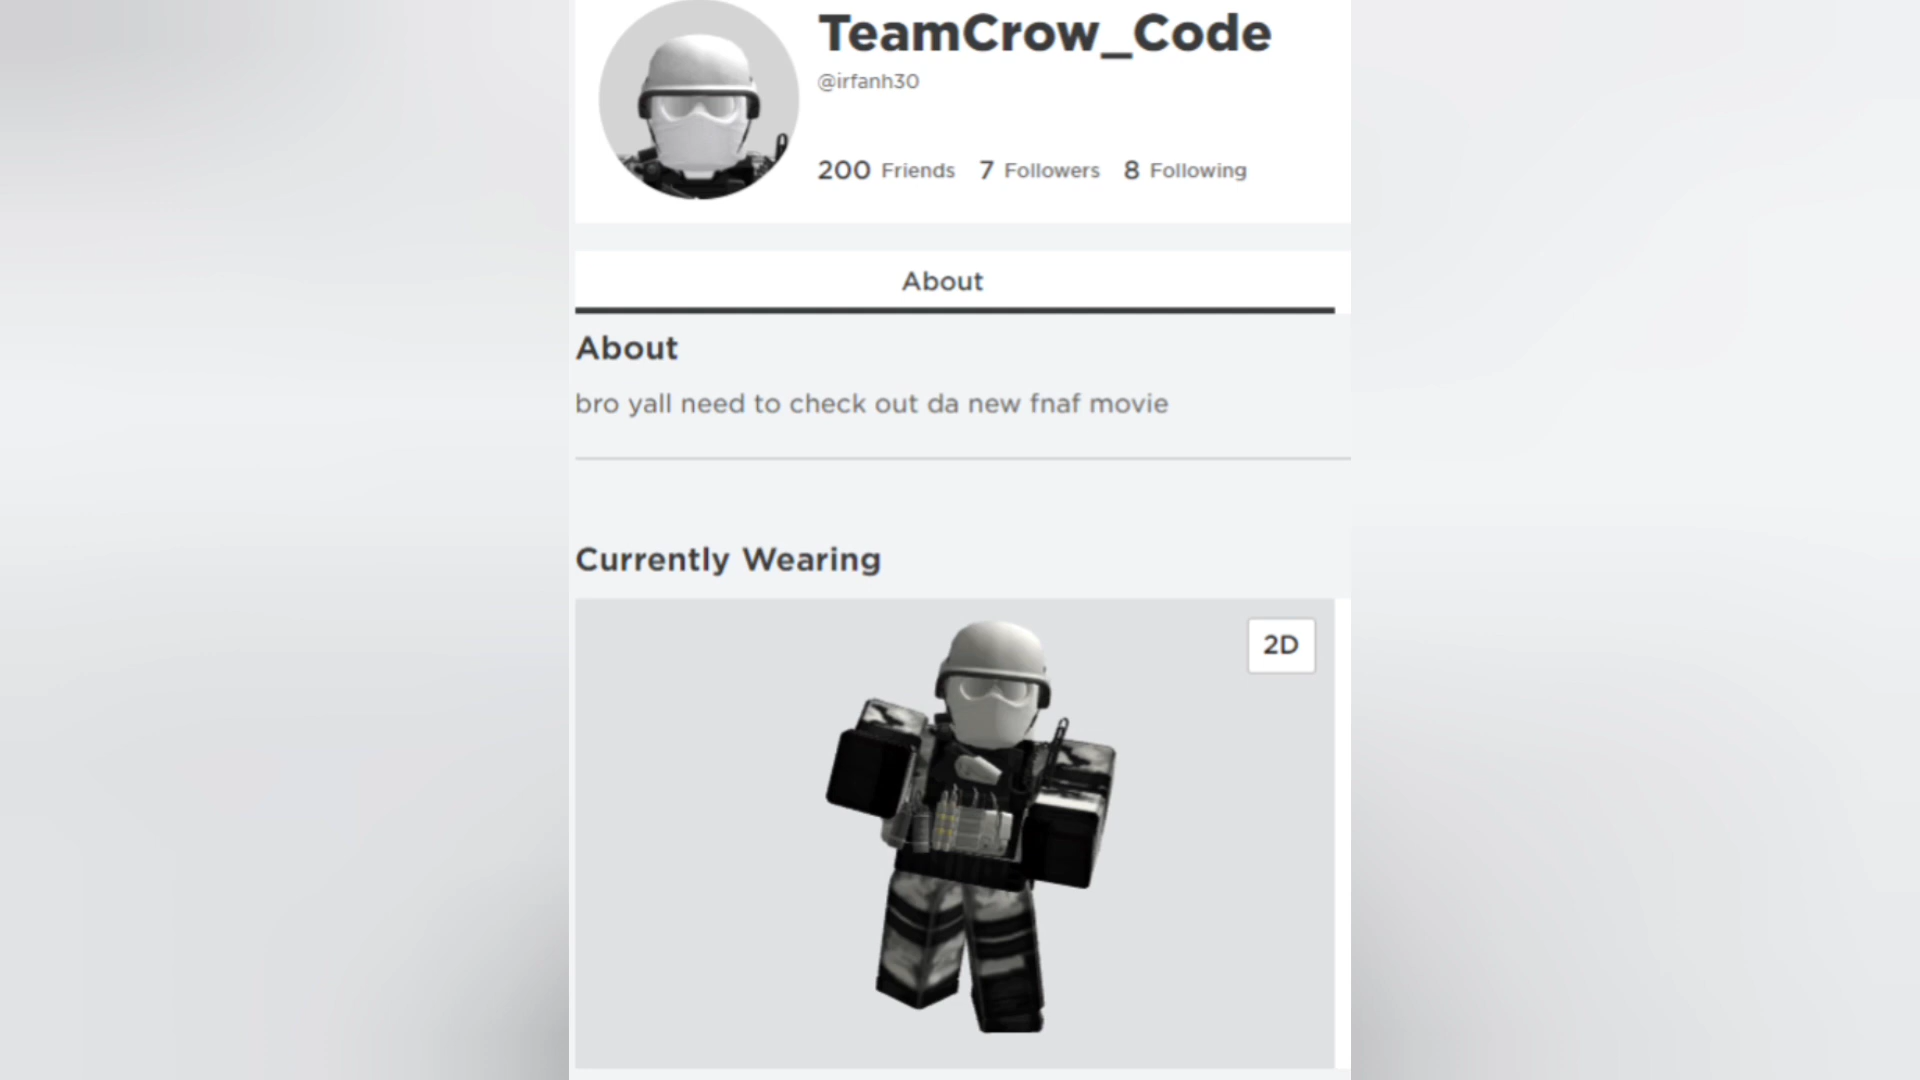 TeamCrow_Code
@irfanh30
200 Friends 7 Followers 8 Following
About
About
bro yall need to check out da new fnaf movie
Currently Wearing
2D